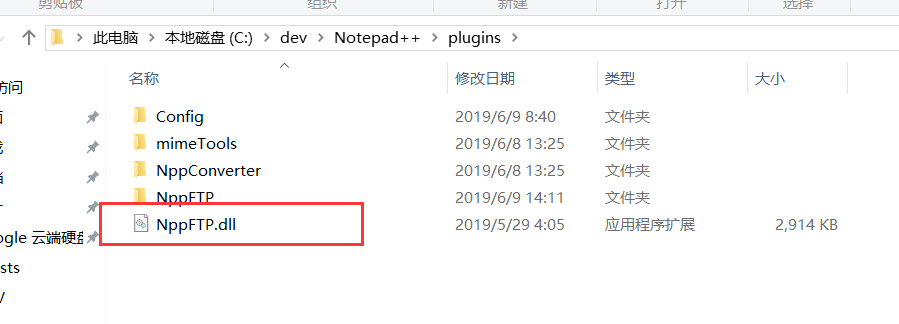 剪贴板 组织 新建 打开 选择
此电脑 > 本地磁盘 (C:) > dev > Notepad++ > plugins >
名称 修改日期 类型 大小
访问
Config 2019/6/9 8:40 文件夹
mimeTools 2019/6/8 13:25 文件夹
NppConverter 2019/6/8 13:25 文件夹
NppFTP 2019/6/9 14:11 文件夹
NppFTP.dll 2019/5/29 4:05 应用程序扩展 2,914 KB
ogle 云端硬盘
sts